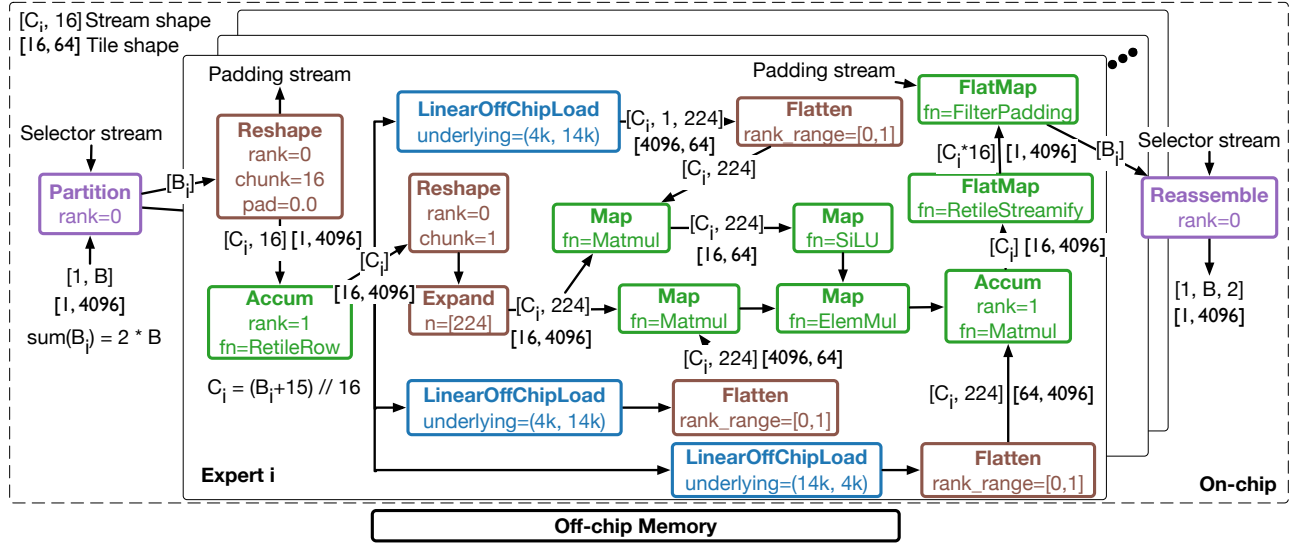 [Ci, 16] Stream shape
[16, 64] Tile shape
Padding stream
Selector stream
Partition
rank=0
[1, B]
[1, 4096]
sum(Bi) = 2 * B
[Bi]
Reshape
rank=0
chunk=16
pad=0.0
[Ci, 16] [1, 4096]
Accum
rank=1
fn=RetileRow
Ci = (Bi+15) // 16
[Ci]
[16, 4096]
LinearOffChipLoad
underlying=(4k, 14k)
[Ci, 1, 224]
[4096, 64]
Flatten
rank_range=[0,1]
[Ci, 224]
Reshape
rank=0
chunk=1
Expand
n=[224]
[Ci, 224]
[16, 4096]
Map
fn=Matmul
[Ci, 224]
[16, 64]
Map
fn=SiLU
Map
fn=Matmul
[Ci, 224] [4096, 64]
Map
fn=ElemMul
LinearOffChipLoad
underlying=(4k, 14k)
Flatten
rank_range=[0,1]
LinearOffChipLoad
underlying=(14k, 4k)
Flatten
rank_range=[0,1]
[Ci, 224] [64, 4096]
Accum
rank=1
fn=Matmul
[Ci] [16, 4096]
FlatMap
fn=RetileStreamify
[Ci*16] [1, 4096]
Padding stream
FlatMap
fn=FilterPadding
[Bi]
Selector stream
Reassemble
rank=0
[1, B, 2]
[1, 4096]
Expert i
On-chip
Off-chip Memory